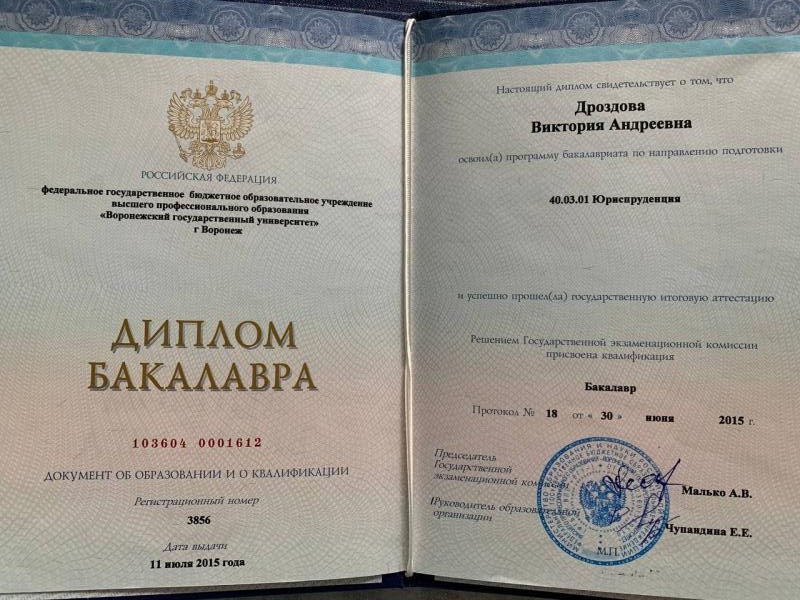 РОССИЙСКАЯ ФЕДЕРАЦИЯ
федеральное государственное бюджетное образовательное учреждение
высшего профессионального образования
«Воронежский государственный университет»
г Воронеж
ДИПЛОМ
БАКАЛАВРА
103604 0001612
ДОКУМЕНТ ОБ ОБРАЗОВАНИИ И О КВАЛИФИКАЦИИ
Регистрационный номер
3856
Дата выдачи
11 июля 2015 года
Настоящий диплом свидетельствует о том, что
Дроздова
Виктория Андреевна
освоил(а) программу бакалавриата по направлению подготовки
40.03.01 Юриспруденция
и успешно прошел(ла) государственную итоговую аттестацию
Решением Государственной экзаменационной комиссии
присвоена квалификация
Бакалавр
Протокол № 18 от « 30 » июня 2015 г.
Председатель
Государственной
экзаменационной комиссии
Малько А.В.
Руководитель образовательной
организации
Чупандина Е.Е.
М.П.